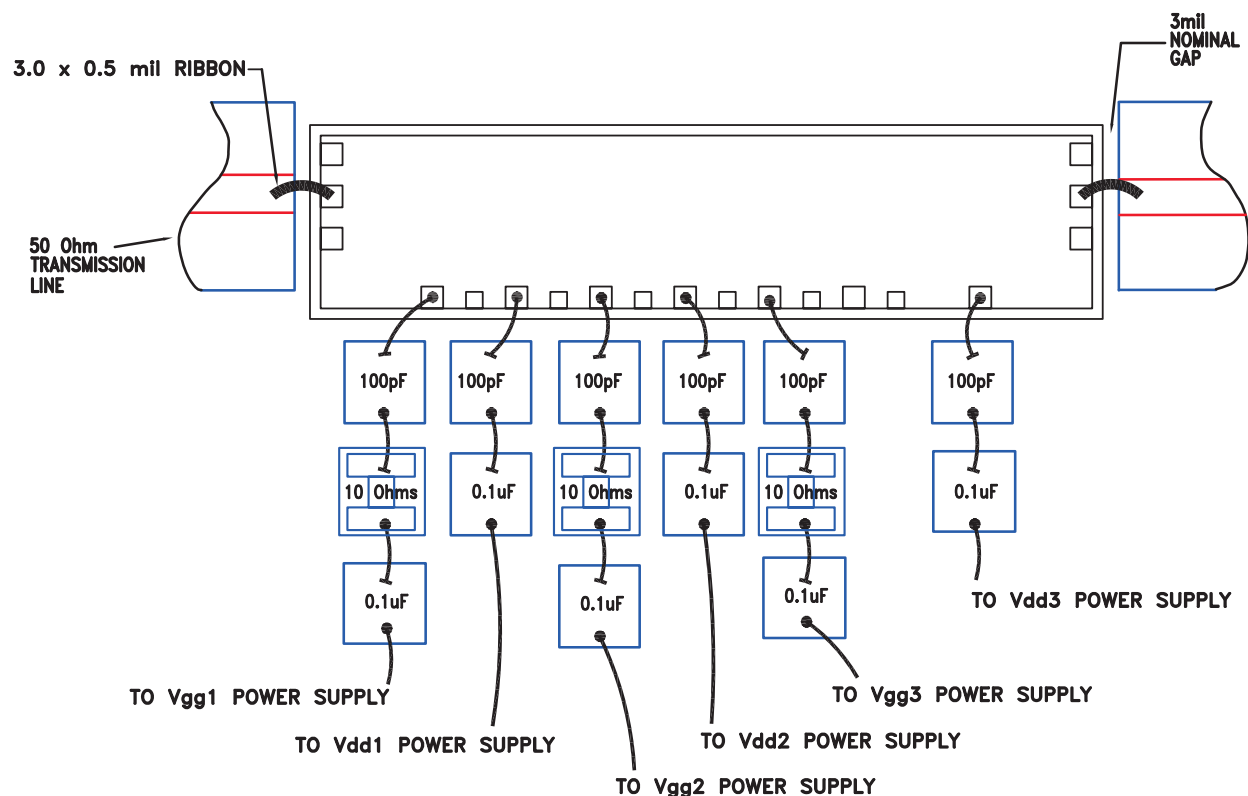 3mil
NOMINAL
GAP
3.0 x 0.5 mil RIBBON
50 Ohm
TRANSMISSION
LINE
100pF
100pF
100pF
100pF
100pF
100pF
10 Ohms
0.1uF
10 Ohms
0.1uF
10 Ohms
0.1uF
0.1uF
0.1uF
0.1uF
TO Vdd3 POWER SUPPLY
TO Vgg1 POWER SUPPLY
TO Vgg3 POWER SUPPLY
TO Vdd1 POWER SUPPLY
TO Vdd2 POWER SUPPLY
TO Vgg2 POWER SUPPLY